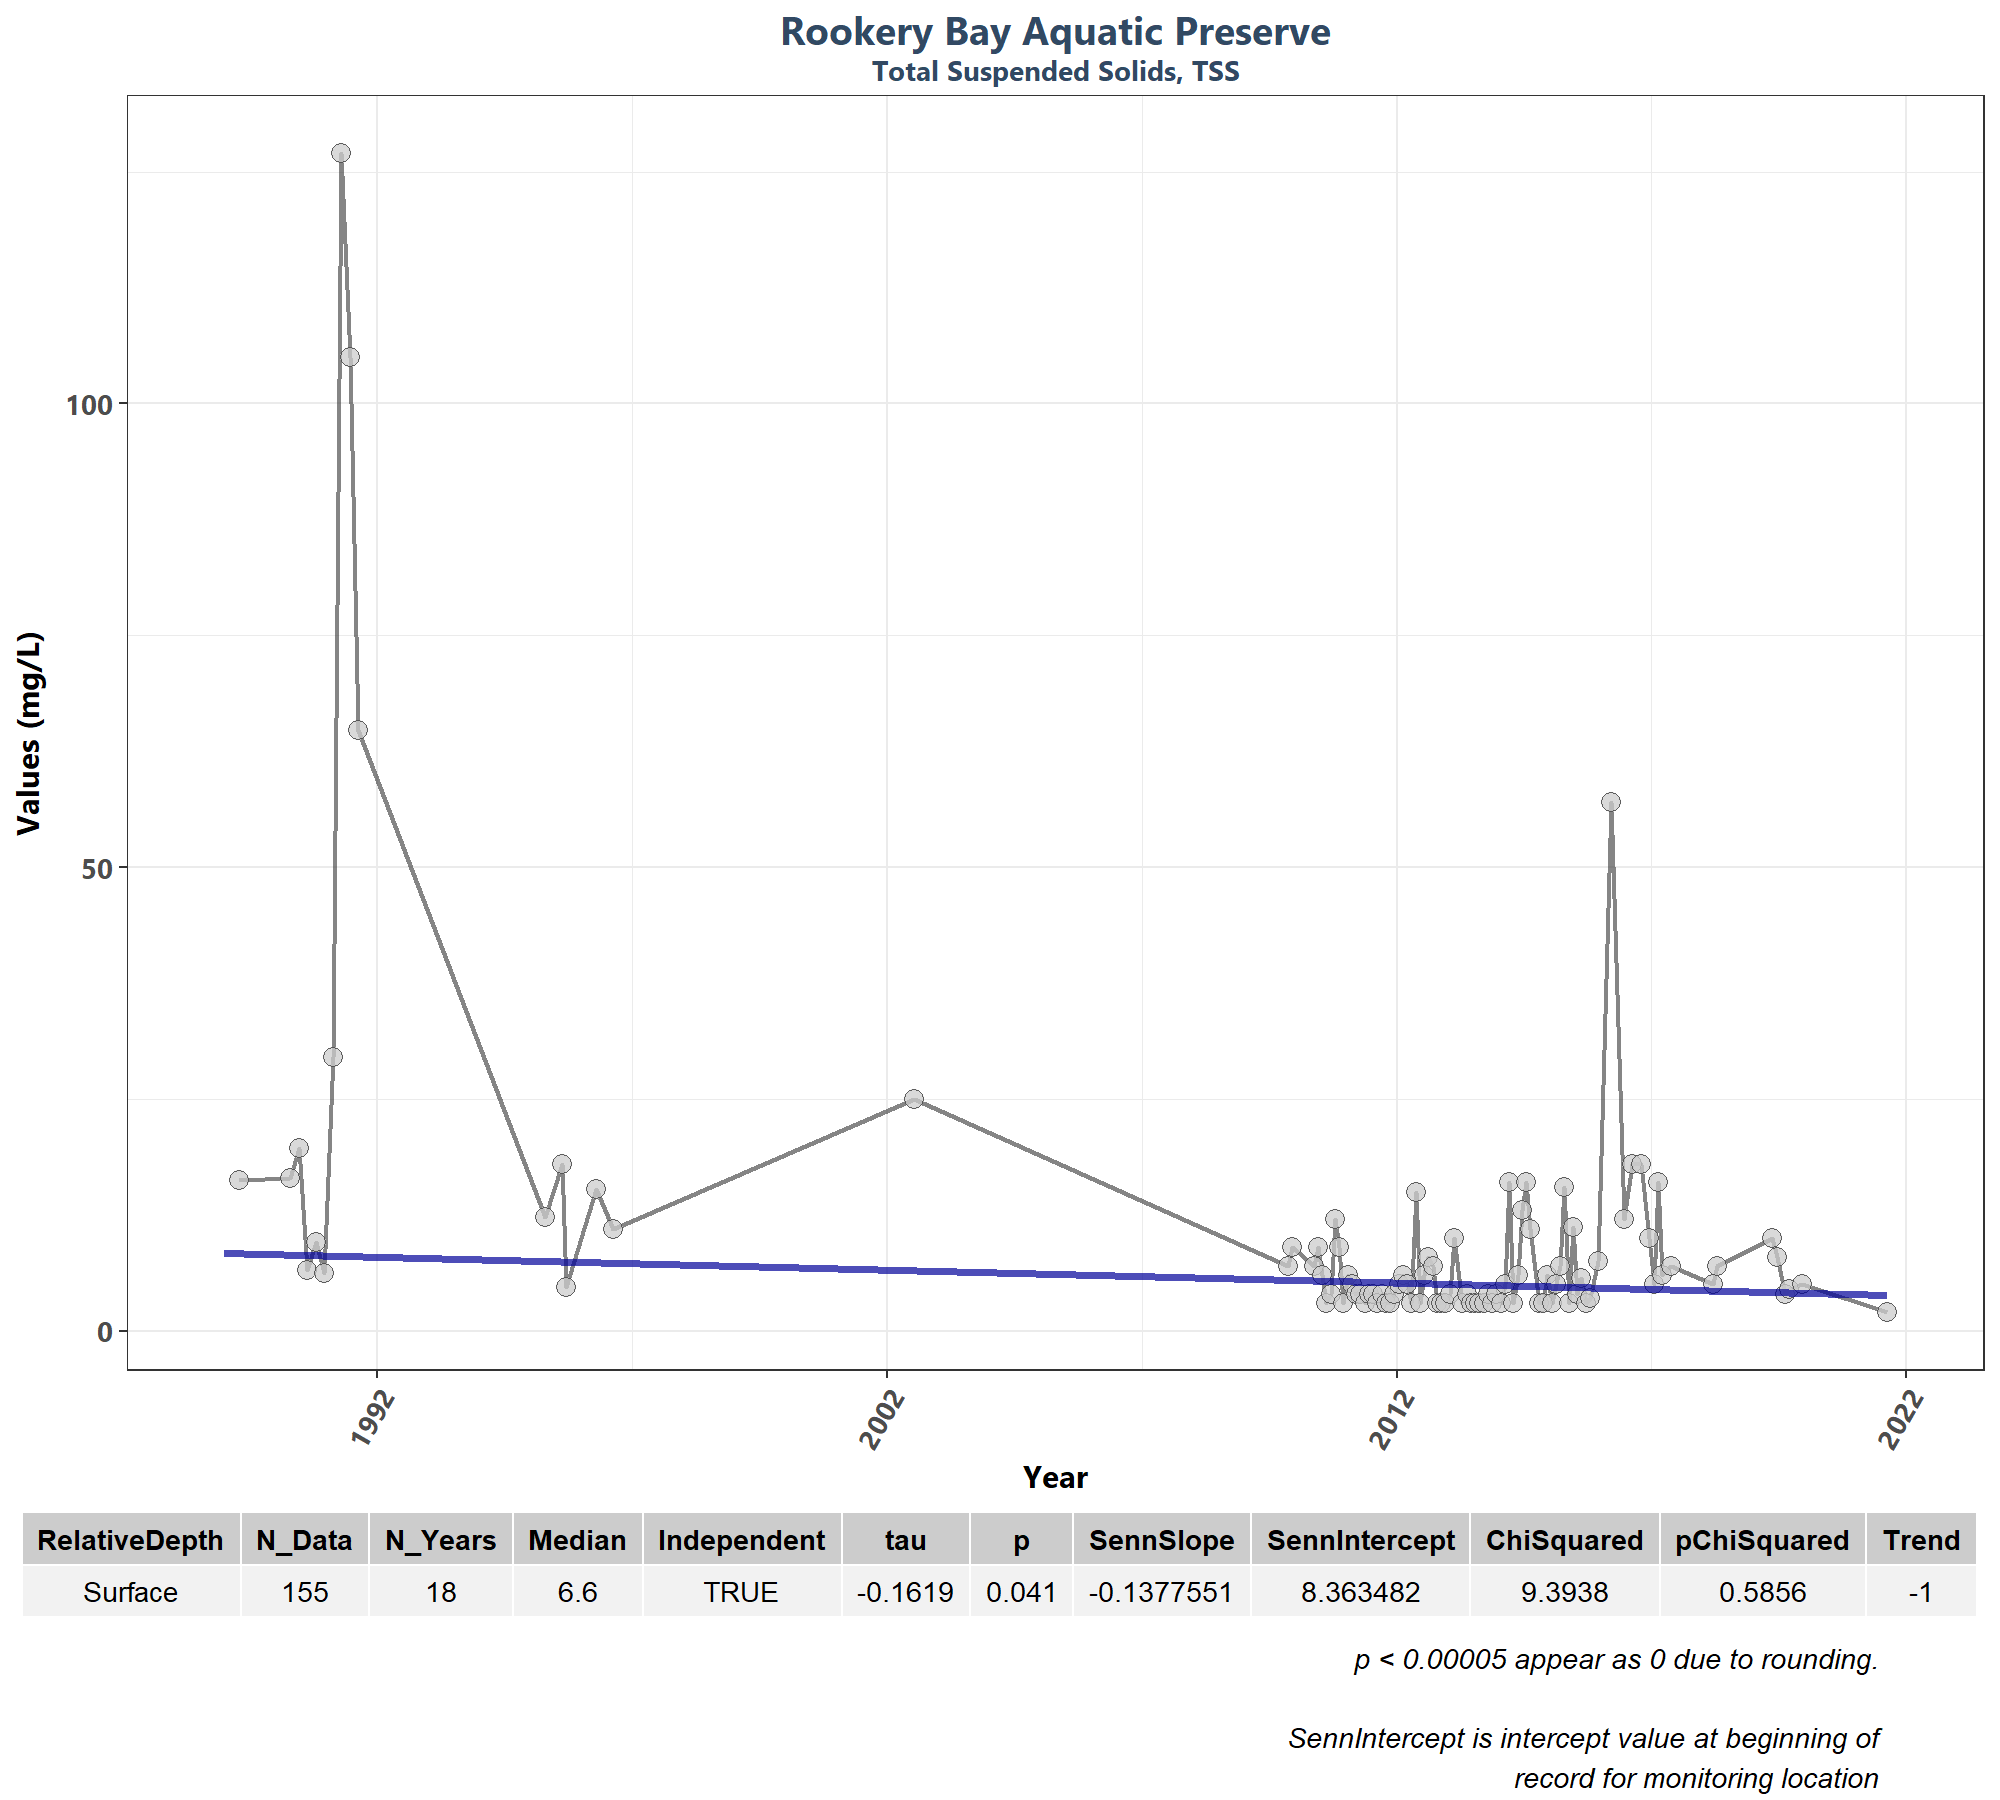 Rookery Bay Aquatic Preserve
Total Suspended Solids, TSS
Values (mg/L)
100
50
0
1992
2002
2012
2022
Year
RelativeDepth N_Data N_Years Median Independent tau p SennSlope SennIntercept ChiSquared pChiSquared Trend
Surface 155 18 6.6 TRUE -0.1619 0.041 -0.1377551 8.363482 9.3938 0.5856 -1
p < 0.00005 appear as 0 due to rounding.
SennIntercept is intercept value at beginning of
record for monitoring location